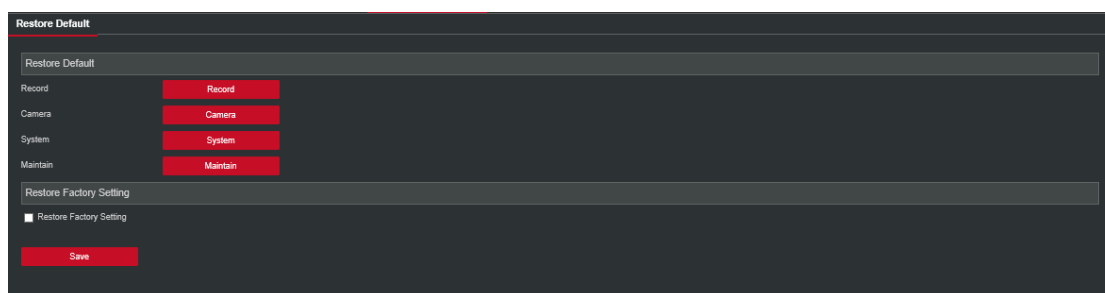 Restore Default
Restore Default
Record Record
Camera Camera
System System
Maintain Maintain
Restore Factory Setting
Restore Factory Setting
Save